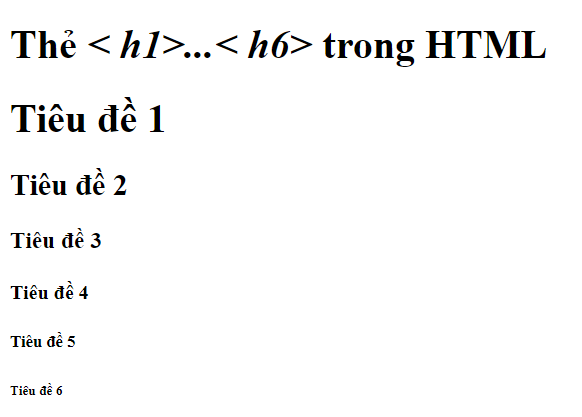 Thẻ < h1>...< h6> trong HTML
Tiêu đề 1
Tiêu đề 2
Tiêu đề 3
Tiêu đề 4
Tiêu đề 5
Tiêu đề 6